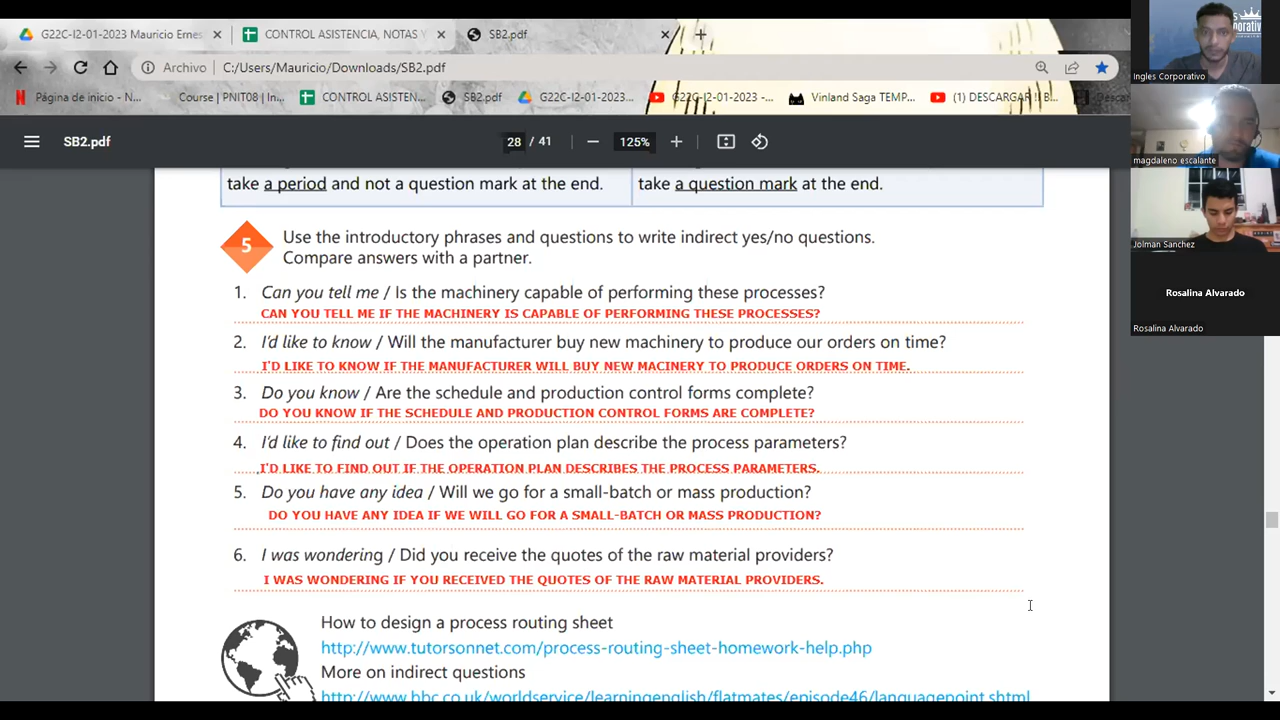 G22C-I2-01-2023 Mauricio Ernes
CONTROL ASISTENCIA, NOTAS
SB2.pdf
Archivo
C:/Users/Mauricio/Downloads/SB2.pdf
Página de inicio - N...
Course | PNIT08 | In...
CONTROL ASISTEN...
SB2.pdf
G22C-I2-01-2023...
G22C-I2-01-2023 -...
Vinland Saga TEMP...
(1) DESCARGAR !! B...
SB2.pdf
28 / 41
125%
Ingles Corporativo
magdaleno escalante
Jolman Sanchez
Rosalina Alvarado
Rosalina Alvarado
take a period and not a question mark at the end.
take a question mark at the end.
5
Use the introductory phrases and questions to write indirect yes/no questions.
Compare answers with a partner.
1. Can you tell me / Is the machinery capable of performing these processes?
CAN YOU TELL ME IF THE MACHINERY IS CAPABLE OF PERFORMING THESE PROCESSES?
2. I'd like to know / Will the manufacturer buy new machinery to produce our orders on time?
I'D LIKE TO KNOW IF THE MANUFACTURER WILL BUY NEW MACINERY TO PRODUCE ORDERS ON TIME.
3. Do you know / Are the schedule and production control forms complete?
DO YOU KNOW IF THE SCHEDULE AND PRODUCTION CONTROL FORMS ARE COMPLETE?
4. I'd like to find out / Does the operation plan describe the process parameters?
I'D LIKE TO FIND OUT IF THE OPERATION PLAN DESCRIBES THE PROCESS PARAMETERS.
5. Do you have any idea / Will we go for a small-batch or mass production?
DO YOU HAVE ANY IDEA IF WE WILL GO FOR A SMALL-BATCH OR MASS PRODUCTION?
6. I was wondering / Did you receive the quotes of the raw material providers?
I WAS WONDERING IF YOU RECEIVED THE QUOTES OF THE RAW MATERIAL PROVIDERS.
How to design a process routing sheet
http://www.tutorsonnet.com/process-routing-sheet-homework-help.php
More on indirect questions
http://www.bbc.co.uk/worldservice/learningenglish/flatmates/episode46/languagepoint.shtml